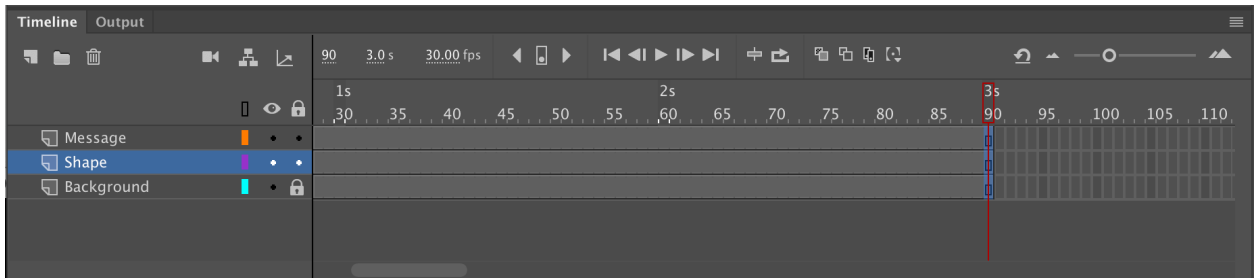 Timeline Output
90 3.0 s 30.00 fps
1s 2s 3s
30 35 40 45 50 55 60 65 70 75 80 85 90 95 100 105 110
Message
Shape
Background